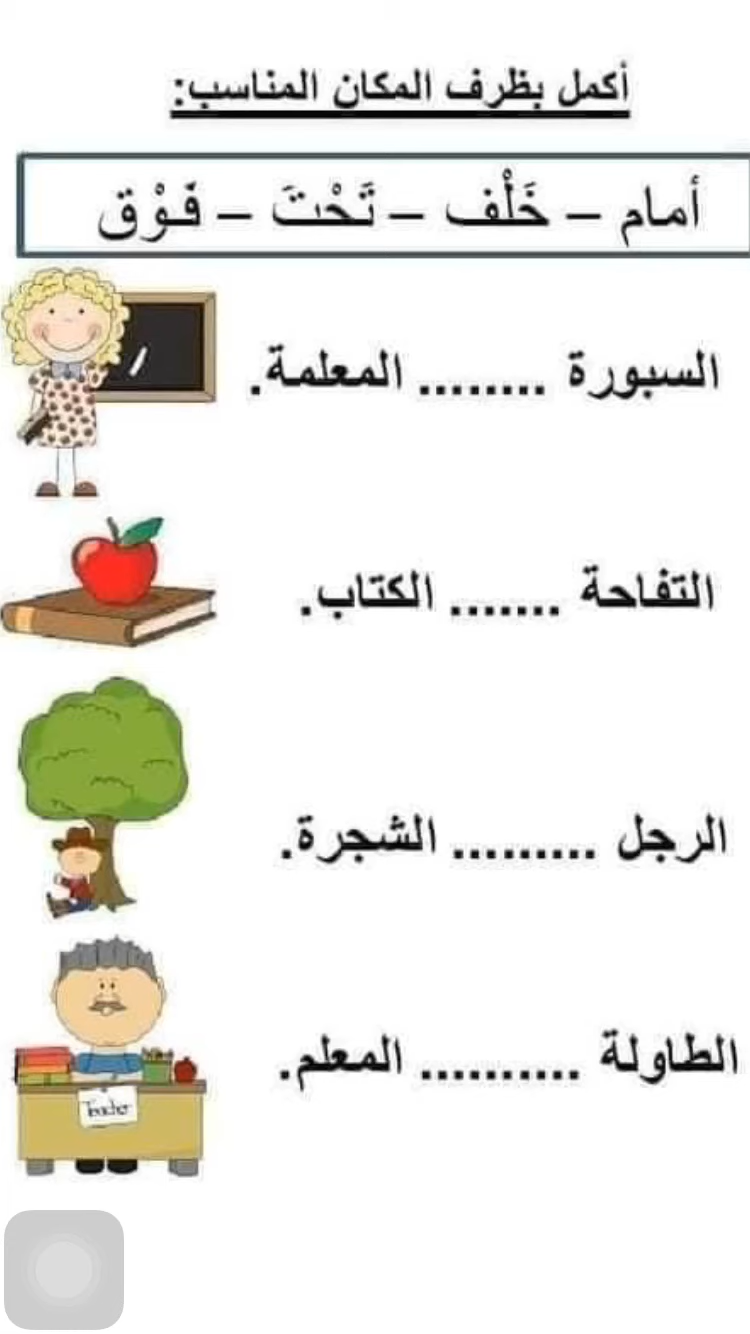 أكمل بظرف المكان المناسب:
أمام – خَلْف – تَحْتَ – فَوْق
السبورة ........ المعلمة.
التفاحة ....... الكتاب.
الرجل ......... الشجرة.
الطاولة .......... المعلم.
Teacher